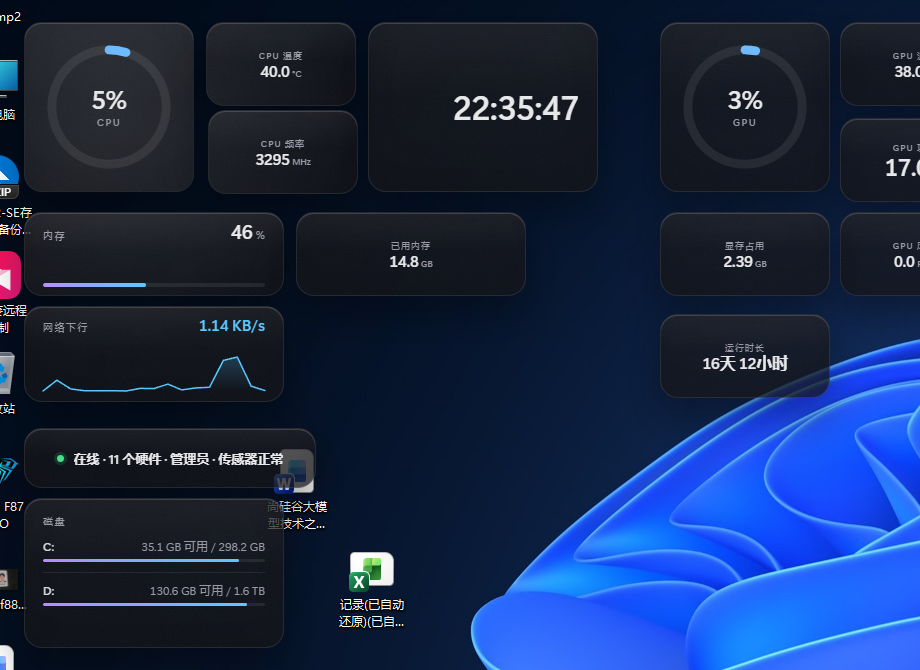 mp2
5%
CPU
CPU 温度
40.0 °C
CPU 频率
3295 MHz
22:35:47
3%
GPU
GPU
38.0
GPU
17.0
电脑
ZIP
-SE存
备份...
内存
46 %
已用内存
14.8 GB
显存占用
2.39 GB
GPU
0.0
远程
制
网络下行
1.14 KB/s
运行时长
16天 12小时
站
在线 · 11 个硬件 · 管理员 · 传感器正常
W
尚硅谷大模
型技术之...
F87
O
磁盘
C:
35.1 GB 可用 / 298.2 GB
D:
130.6 GB 可用 / 1.6 TB
f88...
X
记录(已自动
还原)(已自...